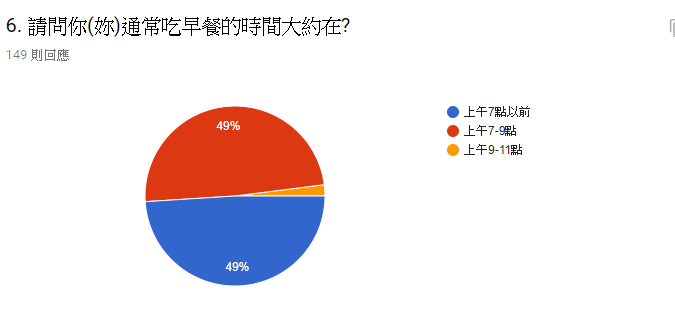 6. 請問你(妳)通常吃早餐的時間大約在?
149 則回應
49%
49%
上午7點以前
上午7-9點
上午9-11點